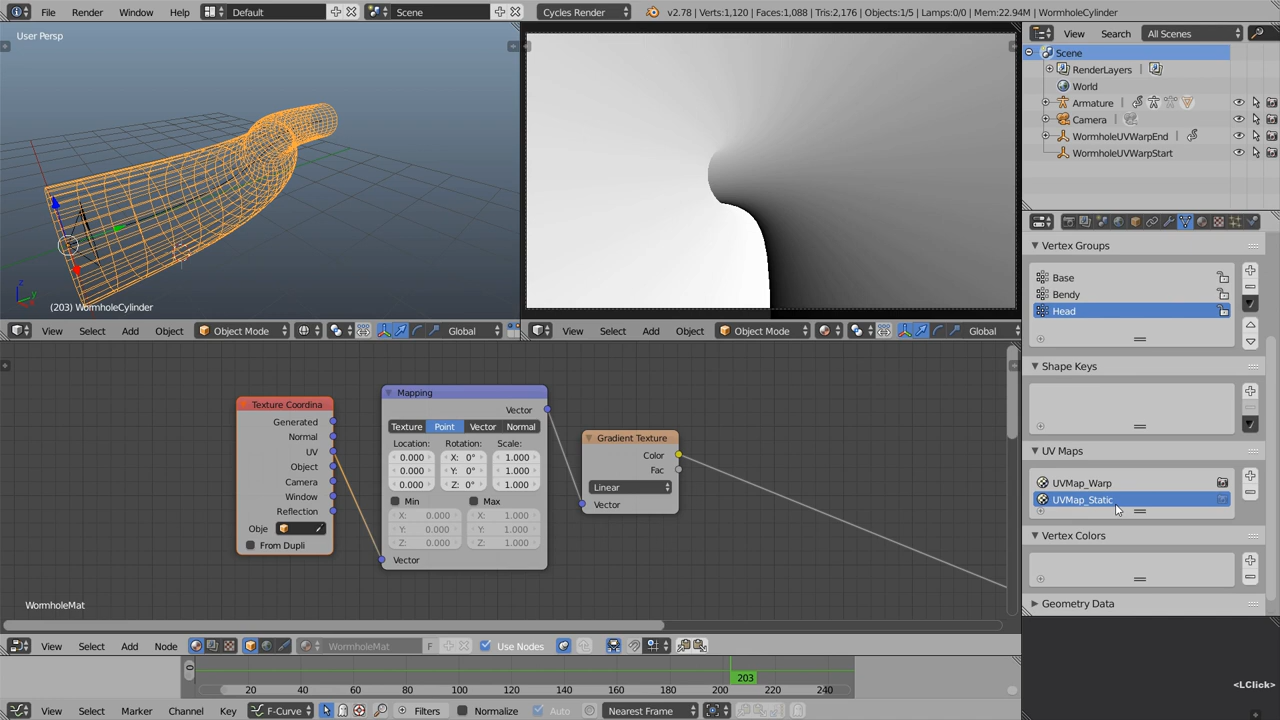 File Render Window Help Default Scene Cycles Render v2.78 | Verts:1,120 | Faces:1,088 | Tris:2,176 | Objects:1/5 | Lamps:0/0 | Mem:22.94M | WormholeCylinder
User Persp
(203) WormholeCylinder
View Select Add Object Object Mode Global
View Select Add Object Object Mode Global
View Search All Scenes
Scene
RenderLayers
World
Armature
Camera
WormholeUVWarpEnd
WormholeUVWarpStart
Vertex Groups
Base
Bendy
Head
Shape Keys
UV Maps
UVMap_Warp
UVMap_Static
Vertex Colors
Geometry Data
Texture Coordina
Generated
Normal
UV
Object
Camera
Window
Reflection
Obje
From Dupli
Mapping
Vector
Texture Point Vector Normal
Location: Rotation: Scale:
0.000 X: 0° 1.000
0.000 Y: 0° 1.000
0.000 Z: 0° 1.000
Min Max
X: 0.000 X: 1.000
Y: 0.000 Y: 1.000
Z: 0.000 Z: 1.000
Vector
Gradient Texture
Color
Fac
Linear
Vector
WormholeMat
View Select Add Node WormholeMat F Use Nodes
203
20 40 60 80 100 120 140 160 180 200 220 240
View Select Marker Channel Key F-Curve Filters Normalize Auto Nearest Frame
<LClick>